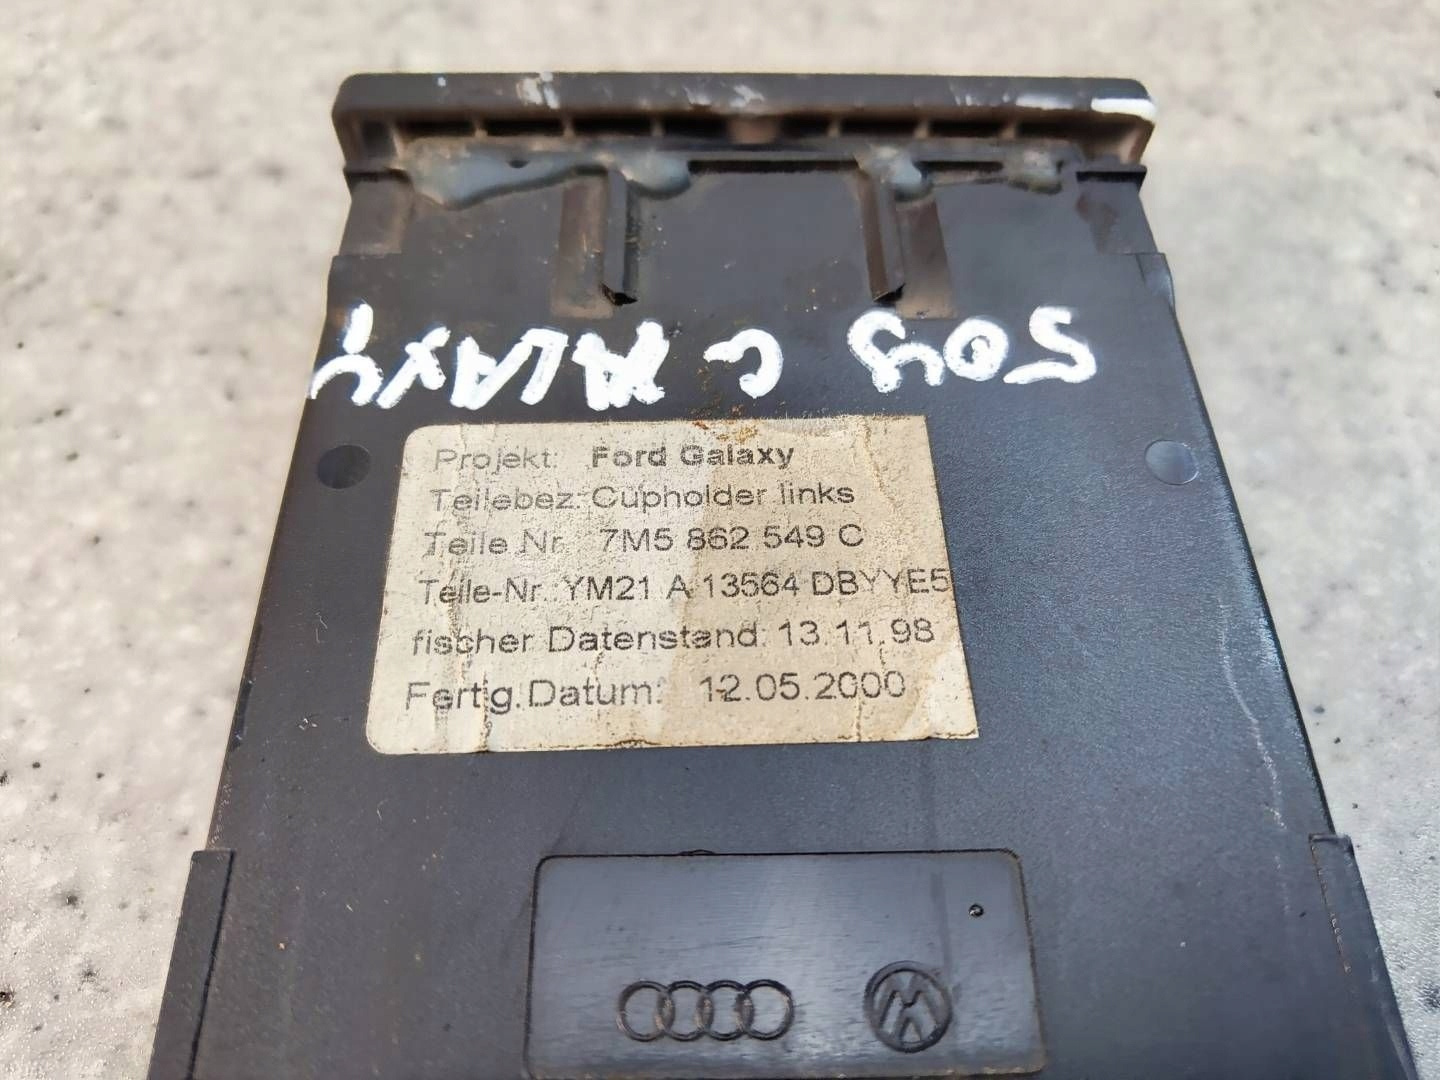 GALAXY
Projekt: Ford Galaxy
Teilebez.: Cupholder links
Teile Nr. 7M5 862 549 C
Teile-Nr.: YM21 A 13564 DBYYE5
fischer Datenstand: 13.11.98
Fertig.Datum: 12.05.2000